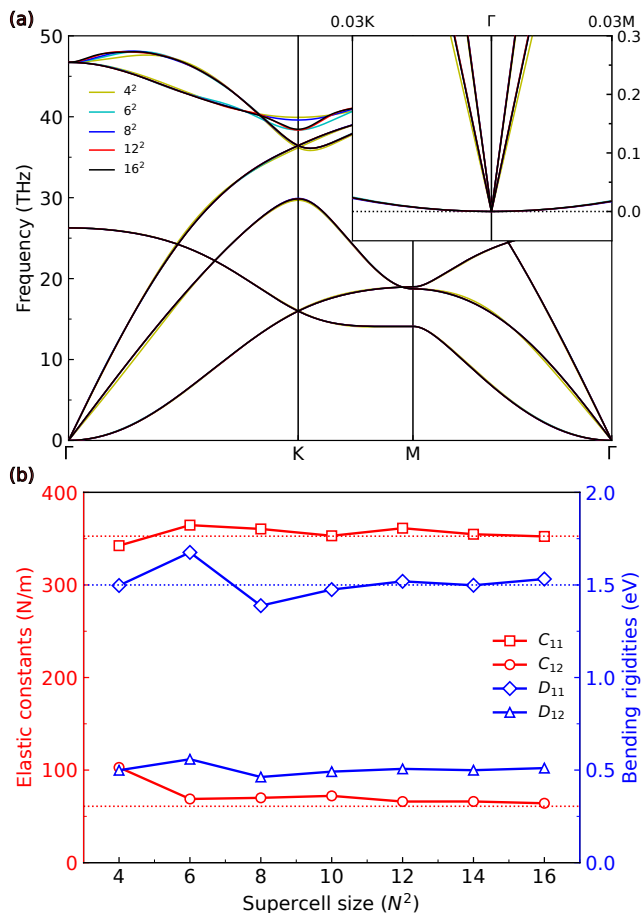 (a)
0.03K Γ 0.03M
50
40
30
20
10
0
Frequency (THz)
4²
6²
8²
12²
16²
0.3
0.2
0.1
0.0
Γ K M Γ
(b)
400
300
200
100
0
Elastic constants (N/m)
2.0
1.5
1.0
0.5
0.0
Bending rigidities (eV)
C₁₁
C₁₂
D₁₁
D₁₂
4 6 8 10 12 14 16
Supercell size (N²)